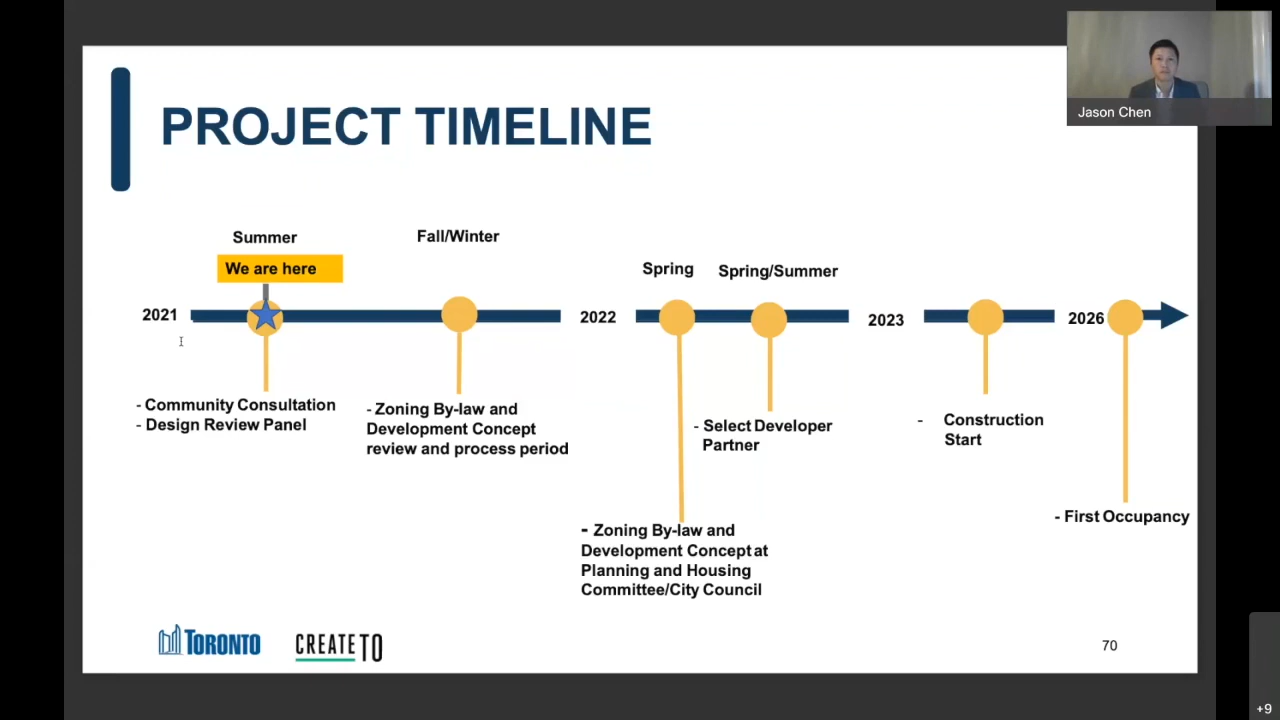 Jason Chen
PROJECT TIMELINE
Summer
Fall/Winter
We are here
Spring
Spring/Summer
2021
2022
2023
2026
- Community Consultation
- Design Review Panel
- Zoning By-law and
Development Concept
review and process period
- Select Developer
Partner
- Construction
Start
- Zoning By-law and
Development Concept at
Planning and Housing
Committee/City Council
- First Occupancy
TORONTO
CREATE TO
70
+9